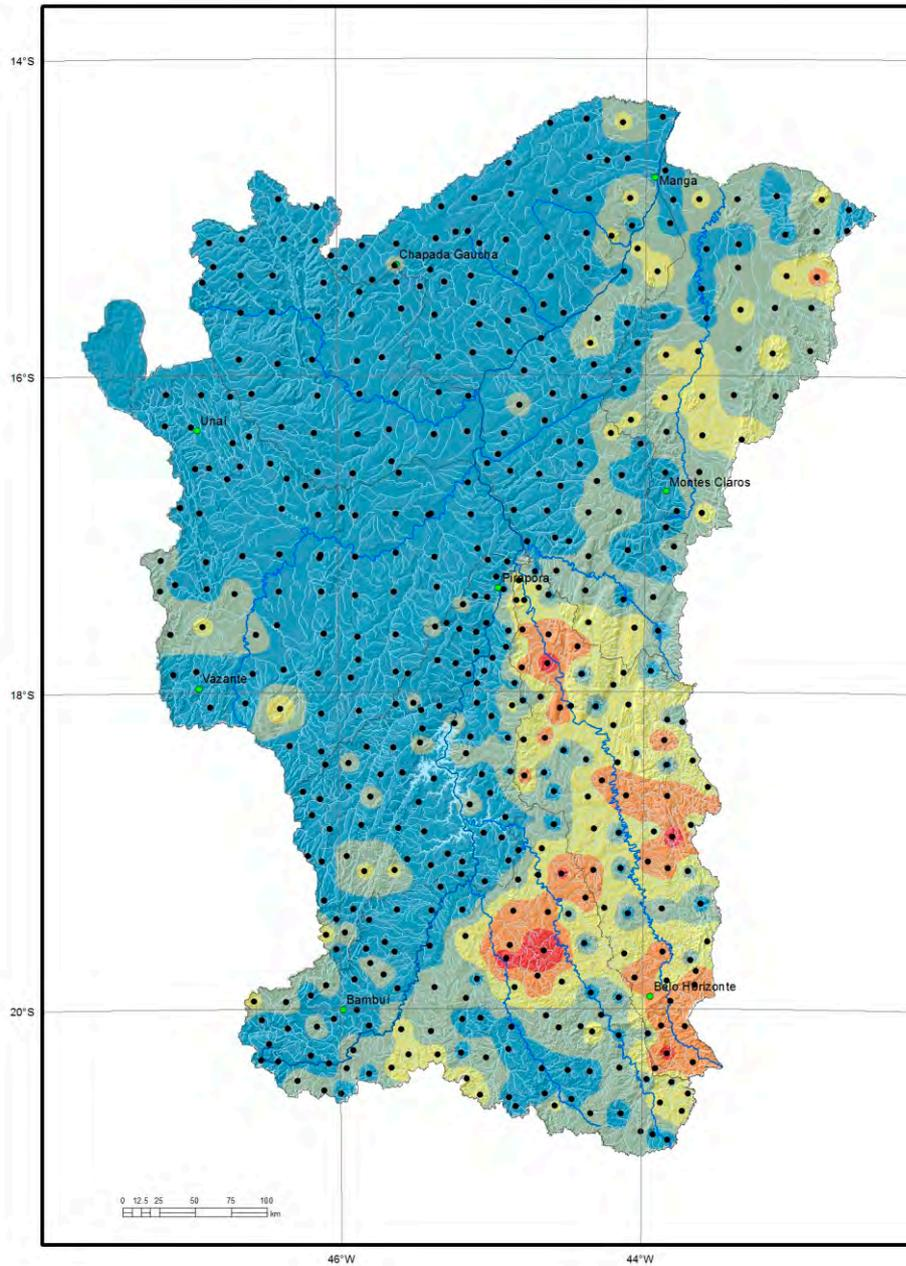 14°S
Manga
Chapada Gaucha
16°S
Unaí
Montes Claros
Pirapora
Vazante
18°S
Belo Horizonte
20°S
Bambuí
0 12.5 25 50 75 100
km
46°W 44°W